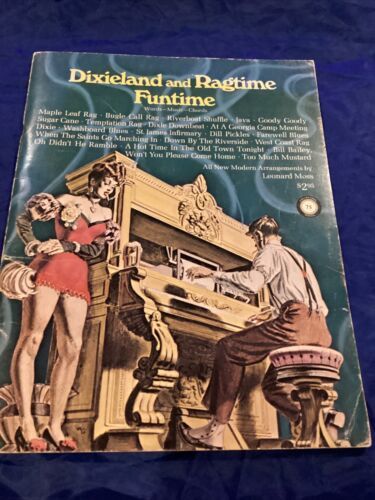 Dixieland and Ragtime
Funtime
Words - Music - Chords
Maple Leaf Rag - Bugle Call Rag - Riverboat Shuffle - Java - Goody Goody
Sugar Cane - Temptation Rag - Dixie Downbeat - At A Georgia Camp Meeting
Dixie - Washboard Blues - St James Infirmary - Dill Pickles - Farewell Blues
When The Saints Go Marching In - Down By The Riverside - West Coast Rag
Oh Didn't He Ramble - A Hot Time In The Old Town Tonight - Bill Bailey,
Won't You Please Come Home - Too Much Mustard
All New Modern Arrangements by
Leonard Moss
$2.95